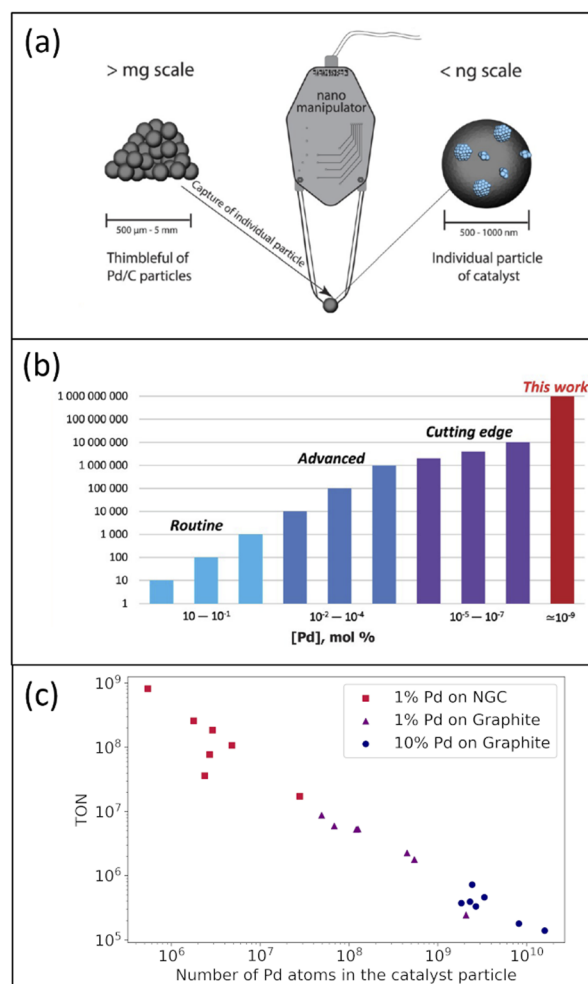 (a)
> mg scale
< ng scale
nano
manipulator
Capture of individual particle
500 µm - 5 mm
500 - 1000 nm
Thimbleful of
Pd/C particles
Individual particle
of catalyst
(b)
This work
1 000 000 000
100 000 000
10 000 000
1 000 000
100 000
10 000
1 000
100
10
1
Cutting edge
Advanced
Routine
10 — 10⁻¹
10⁻² — 10⁻⁴
10⁻⁵ — 10⁻⁷
≃10⁻⁹
[Pd], mol %
(c)
10⁹
10⁸
10⁷
10⁶
10⁵
TON
1% Pd on NGC
1% Pd on Graphite
10% Pd on Graphite
10⁶
10⁷
10⁸
10⁹
10¹⁰
Number of Pd atoms in the catalyst particle